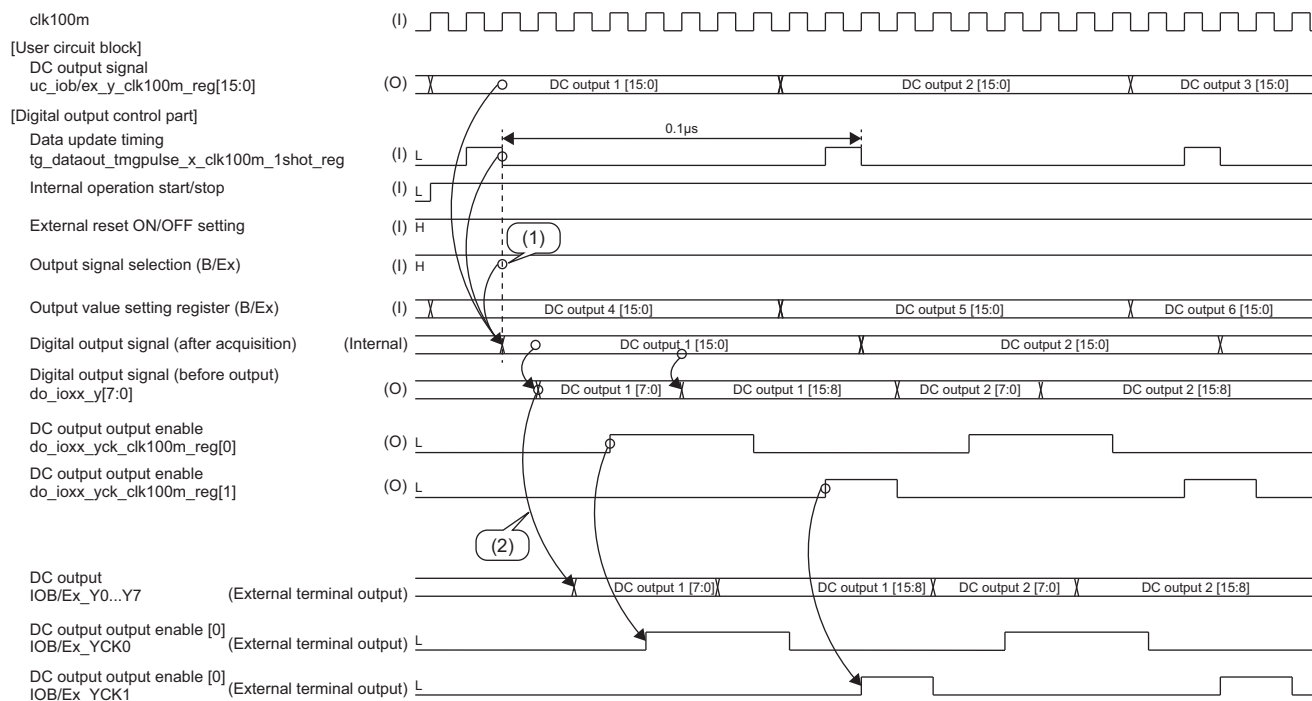 clk100m (I)
[User circuit block]
DC output signal
uc_iob/ex_y_clk100m_reg[15:0] (O) DC output 1 [15:0] DC output 2 [15:0] DC output 3 [15:0]
[Digital output control part]
Data update timing 0.1μs
tg_dataout_tmgpulse_x_clk100m_1shot_reg (I) L
Internal operation start/stop (I) L
External reset ON/OFF setting (I) H
(1)
Output signal selection (B/Ex) (I) H
Output value setting register (B/Ex) (I) DC output 4 [15:0] DC output 5 [15:0] DC output 6 [15:0]
Digital output signal (after acquisition) (Internal) DC output 1 [15:0] DC output 2 [15:0]
Digital output signal (before output)
do_ioxx_y[7:0] (O) DC output 1 [7:0] DC output 1 [15:8] DC output 2 [7:0] DC output 2 [15:8]
DC output output enable
do_ioxx_yck_clk100m_reg[0] (O) L
DC output output enable
do_ioxx_yck_clk100m_reg[1] (O) L
(2)
DC output
IOB/Ex_Y0...Y7 (External terminal output) DC output 1 [7:0] DC output 1 [15:8] DC output 2 [7:0] DC output 2 [15:8]
DC output output enable [0]
IOB/Ex_YCK0 (External terminal output) L
DC output output enable [0]
IOB/Ex_YCK1 (External terminal output) L